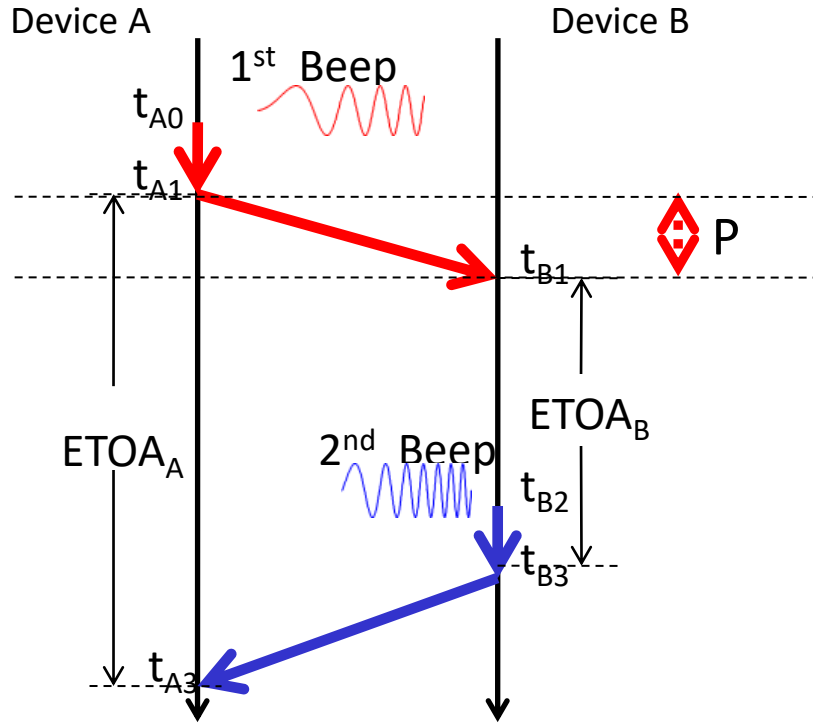 Device A
Device B
1st Beep
tA0
tA1
P
tB1
ETOAB
ETOAA
2nd Beep
tB2
tB3
tA3